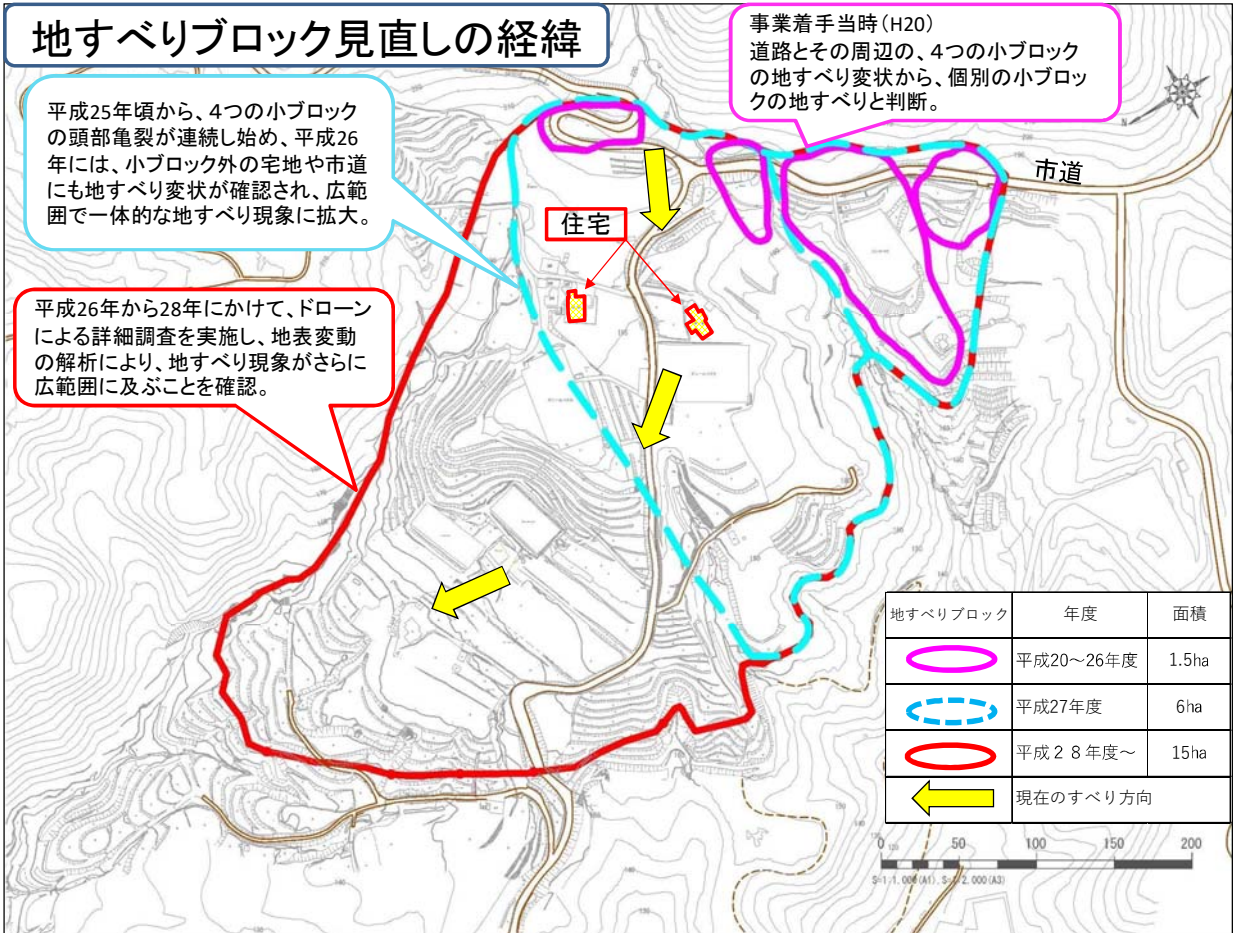 地すべりブロック見直しの経緯
事業着手当時(H20)
道路とその周辺の、４つの小ブロック
の地すべり変状から、個別の小ブロッ
クの地すべりと判断。
平成25年頃から、４つの小ブロック
の頭部亀裂が連続し始め、平成26
年には、小ブロック外の宅地や市道
にも地すべり変状が確認され、広範
囲で一体的な地すべり現象に拡大。
市道
住宅
平成26年から28年にかけて、ドローン
による詳細調査を実施し、地表変動
の解析により、地すべり現象がさらに
広範囲に及ぶことを確認。
地すべりブロック 年度 面積
平成20～26年度 1.5ha
平成27年度 6ha
平成２８年度～ 15ha
現在のすべり方向
0 50 100 150 200